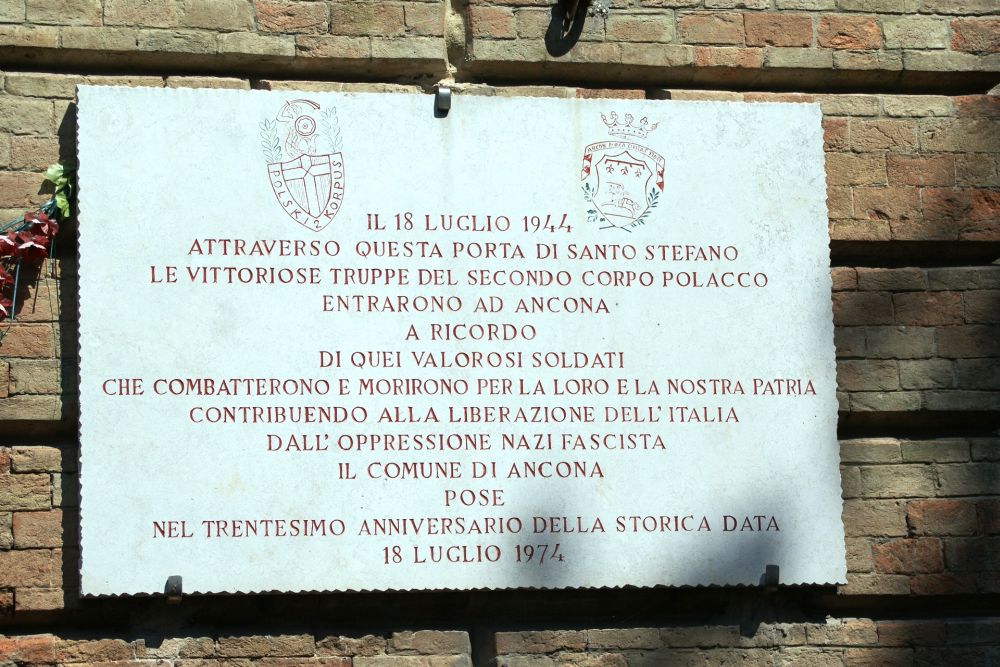 POLSKI 2 KORPUS
IL 18 LUGLIO 1944
ATTRAVERSO QUESTA PORTA DI SANTO STEFANO
LE VITTORIOSE TRUPPE DEL SECONDO CORPO POLACCO
ENTRARONO AD ANCONA
A RICORDO
DI QUEI VALOROSI SOLDATI
CHE COMBATTERONO E MORIRONO PER LA LORO E LA NOSTRA PATRIA
CONTRIBUENDO ALLA LIBERAZIONE DELL'ITALIA
DALL'OPPRESSIONE NAZI FASCISTA
IL COMUNE DI ANCONA
POSE
NEL TRENTESIMO ANNIVERSARIO DELLA STORICA DATA
18 LUGLIO 1974